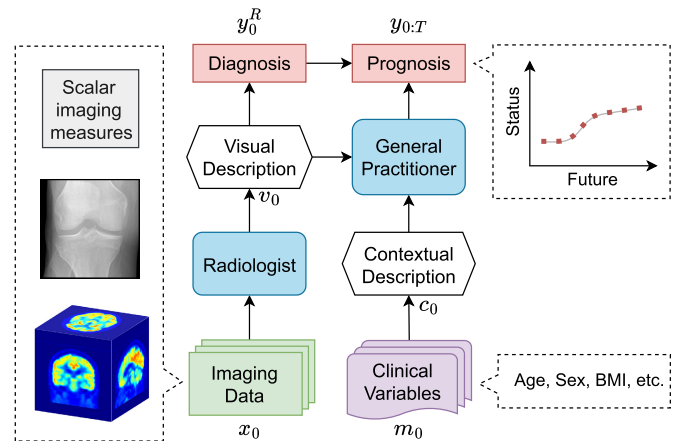 y_0^R
y_{0:T}
Diagnosis
Prognosis
Scalar
imaging
measures
Visual
Description
v_0
General
Practitioner
Status
Future
Radiologist
Contextual
Description
c_0
Imaging
Data
x_0
Clinical
Variables
m_0
Age, Sex, BMI, etc.